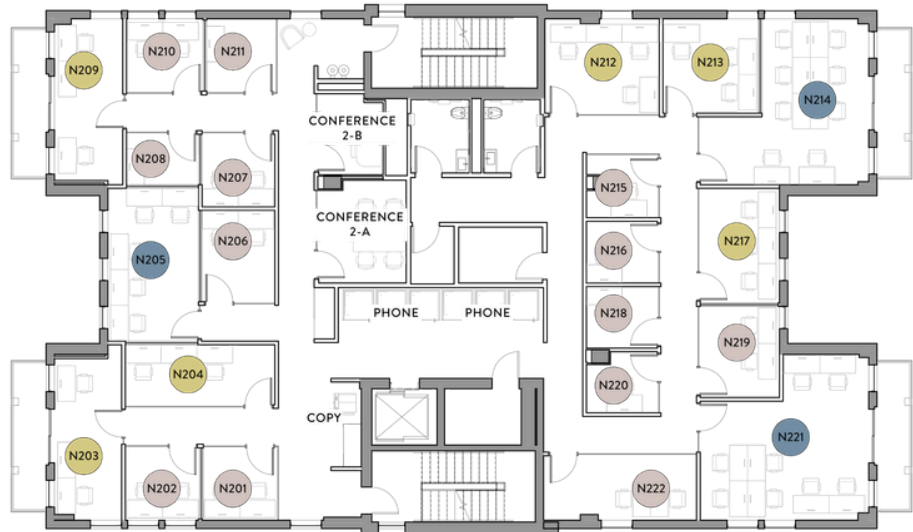 N210
N211
N209
N212
N213
N214
CONFERENCE
2-B
N208
N207
N215
CONFERENCE
2-A
N206
N205
N216
N217
PHONE
PHONE
N218
N219
N204
N220
COPY
N203
N221
N202
N201
N222